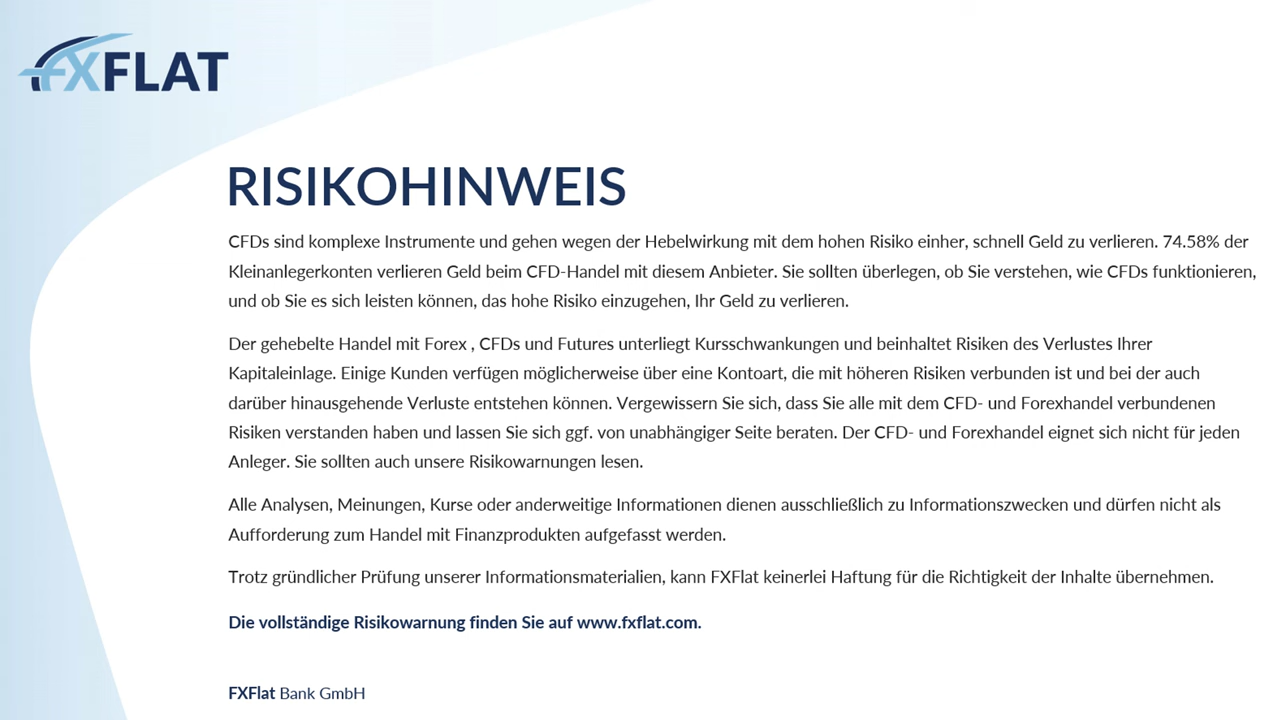 FXFLAT
RISIKOHINWEIS
CFDs sind komplexe Instrumente und gehen wegen der Hebelwirkung mit dem hohen Risiko einher, schnell Geld zu verlieren. 74.58% der
Kleinanlegerkonten verlieren Geld beim CFD-Handel mit diesem Anbieter. Sie sollten überlegen, ob Sie verstehen, wie CFDs funktionieren,
und ob Sie es sich leisten können, das hohe Risiko einzugehen, Ihr Geld zu verlieren.
Der gehebelte Handel mit Forex , CFDs und Futures unterliegt Kursschwankungen und beinhaltet Risiken des Verlustes Ihrer
Kapitaleinlage. Einige Kunden verfügen möglicherweise über eine Kontoart, die mit höheren Risiken verbunden ist und bei der auch
darüber hinausgehende Verluste entstehen können. Vergewissern Sie sich, dass Sie alle mit dem CFD- und Forexhandel verbundenen
Risiken verstanden haben und lassen Sie sich ggf. von unabhängiger Seite beraten. Der CFD- und Forexhandel eignet sich nicht für jeden
Anleger. Sie sollten auch unsere Risikowarnungen lesen.
Alle Analysen, Meinungen, Kurse oder anderweitige Informationen dienen ausschließlich zu Informationszwecken und dürfen nicht als
Aufforderung zum Handel mit Finanzprodukten aufgefasst werden.
Trotz gründlicher Prüfung unserer Informationsmaterialien, kann FXFlat keinerlei Haftung für die Richtigkeit der Inhalte übernehmen.
Die vollständige Risikowarnung finden Sie auf www.fxflat.com.
FXFlat Bank GmbH